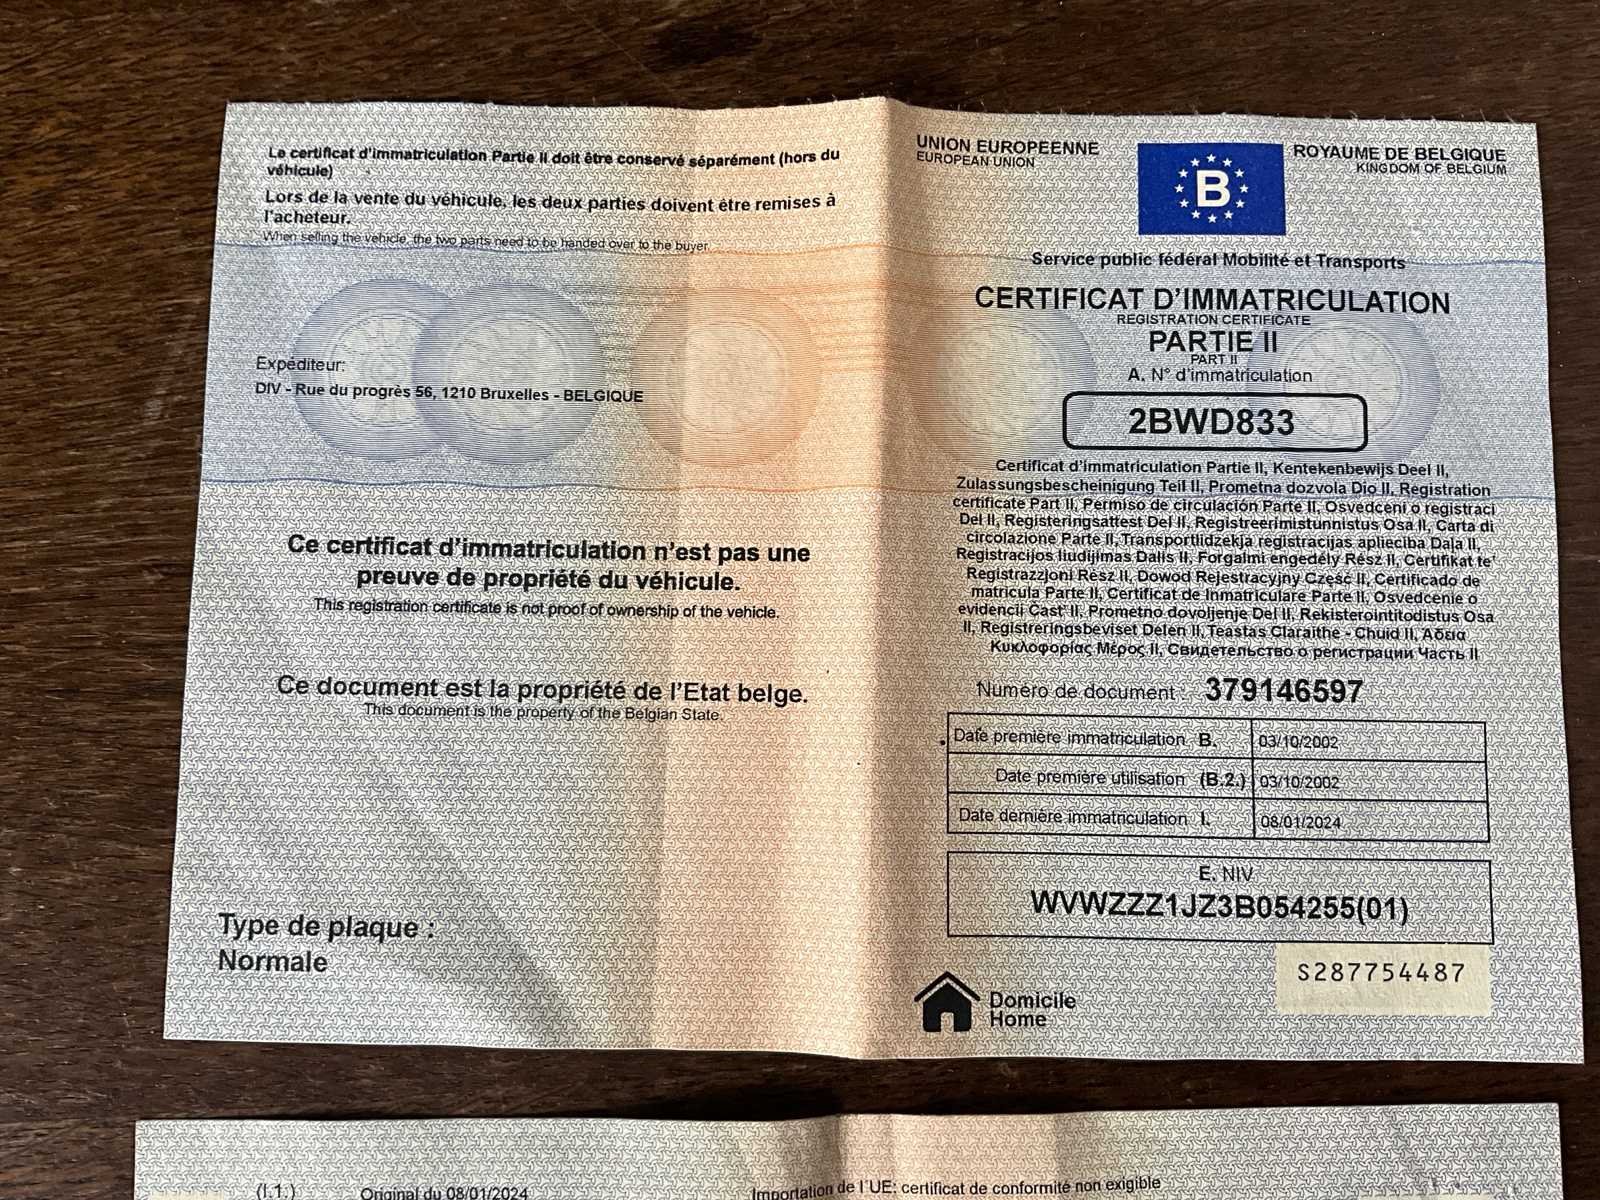 Le certificat d'immatriculation Partie II doit être conservé séparément (hors du
véhicule)
Lors de la vente du véhicule, les deux parties doivent être remises à
l'acheteur.
When selling the vehicle, the two parts need to be handed over to the buyer.
Expéditeur:
DIV - Rue du progrès 56, 1210 Bruxelles - BELGIQUE
Ce certificat d'immatriculation n'est pas une
preuve de propriété du véhicule.
This registration certificate is not proof of ownership of the vehicle.
Ce document est la propriété de l'Etat belge.
This document is the property of the Belgian State.
Type de plaque :
Normale
UNION EUROPEENNE
EUROPEAN UNION
B
ROYAUME DE BELGIQUE
KINGDOM OF BELGIUM
Service public fédéral Mobilité et Transports
CERTIFICAT D'IMMATRICULATION
REGISTRATION CERTIFICATE
PARTIE II
PART II
A. N° d'immatriculation
2BWD833
Certificat d'immatriculation Partie II, Kentekenbewijs Deel II,
Zulassungsbescheinigung Teil II, Prometna dozvola Dio II, Registration
certificate Part II, Permiso de circulación Parte II, Osvedceni o registraci
Del II, Registeringsattest Del II, Registreerimistunnistus Osa II, Carta di
circolazione Parte II, Transportlidzekja registracijas aplieciba Daļa II,
Registracijos liudijimas Dalis II, Forgalmi engedély Rész II, Certifikat te'
Registrazzjoni Rész II, Dowod Rejestracyjny Część II, Certificado de
matricula Parte II, Certificat de Inmatriculare Parte II, Osvedcenie o
evidencii Cast' II, Prometno dovoljenje Del II, Rekisterointitodistus Osa
II, Registreringsbeviset Delen II, Teastas Claraithe - Chuid II, Άδεια
Κυκλοφορίας Μέρος II, Свидетельство о регистрации Часть II
Numéro de document : 379146597
Date première immatriculation B. 03/10/2002
Date première utilisation (B.2.) 03/10/2002
Date dernière immatriculation I. 08/01/2024
E. NIV
WVWZZZ1JZ3B054255(01)
S287754487
Domicile
Home
(I.1.) Original du 08/01/2024
Importation de l'UE: certificat de conformité non exigible